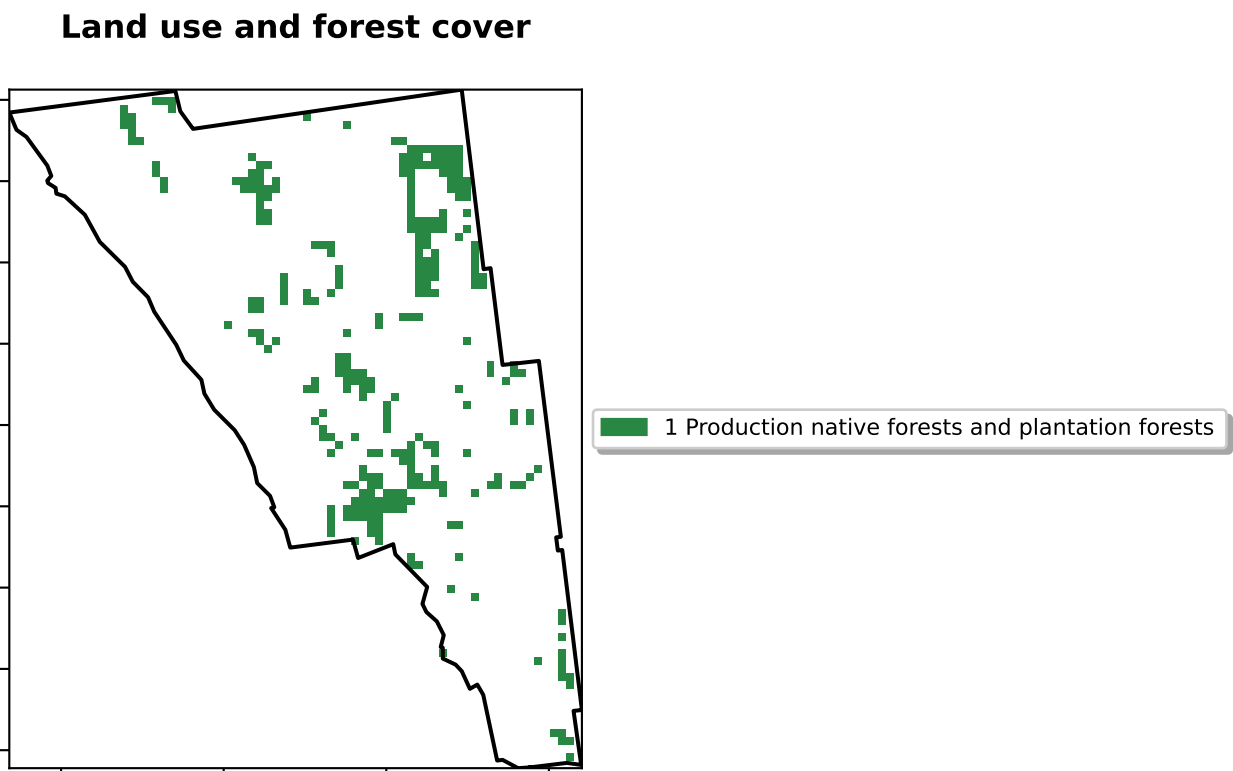 Land use and forest cover
1 Production native forests and plantation forests